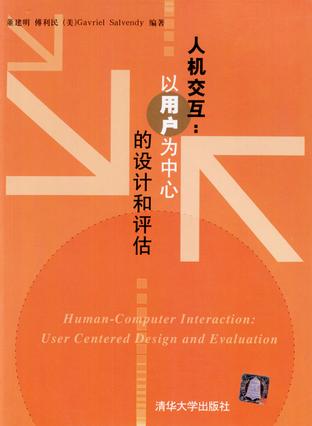 董建明 傅利民 (美)Gavriel Salvendy 编著
人机交互：
以用户为中心
的设计和评估
Human-Computer Interaction:
User Centered Design and Evaluation
清华大学出版社